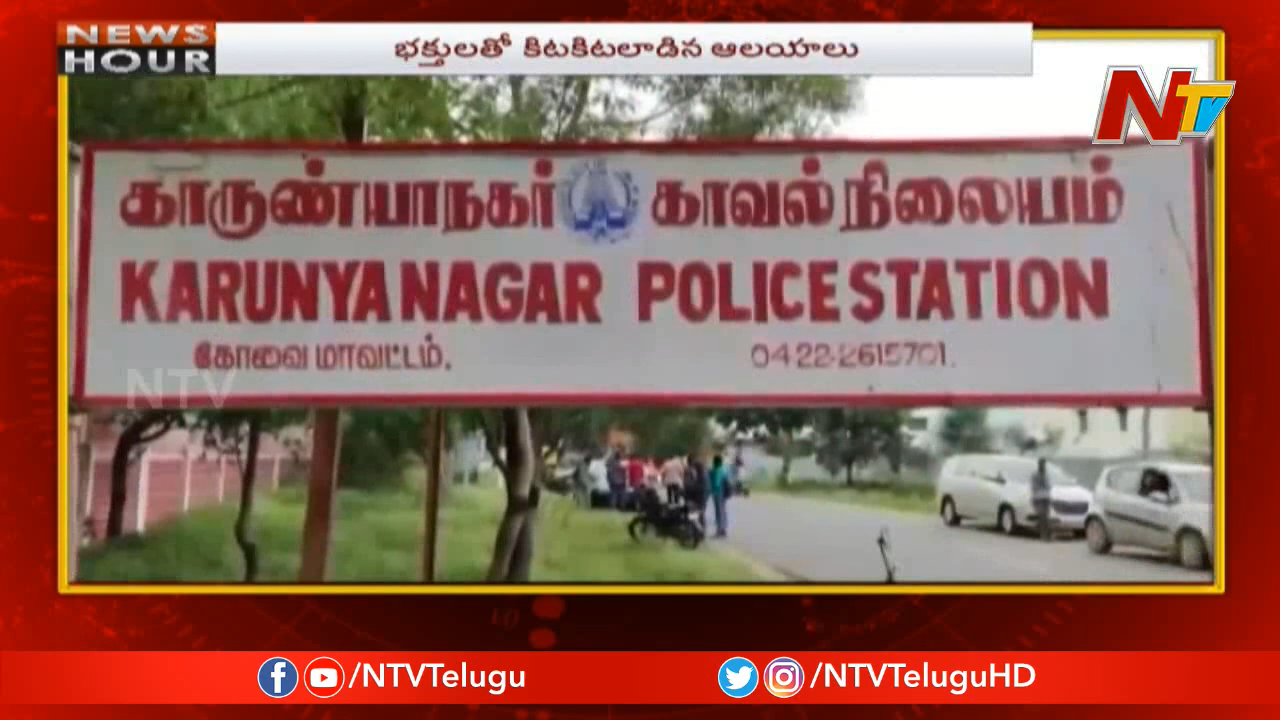 NEWS
HOUR
భక్తులతో కిటకిటలాడిన ఆలయాలు
NTV
காருண்யாநகர் காவல் நிலையம்
KARUNYA NAGAR POLICE STATION
கோவை மாவட்டம். 0422-2615701.
NTV
/NTVTelugu
/NTVTeluguHD